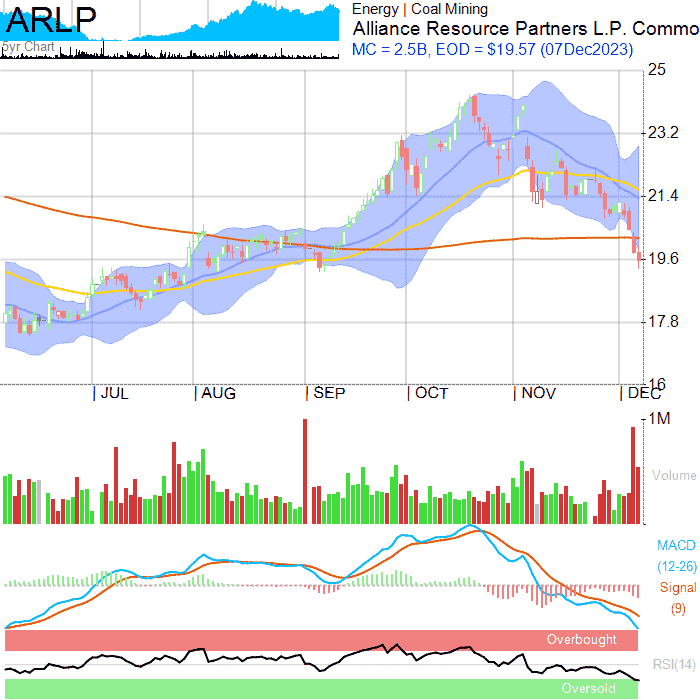 ARLP
5yr Chart
Energy | Coal Mining
Alliance Resource Partners L.P. Commo
MC = 2.5B, EOD = $19.57 (07Dec2023)
25
23.2
21.4
19.6
17.8
16
JUL AUG SEP OCT NOV DEC
1M
Volume
MACD
(12-26)
Signal
(9)
Overbought
RSI(14)
Oversold